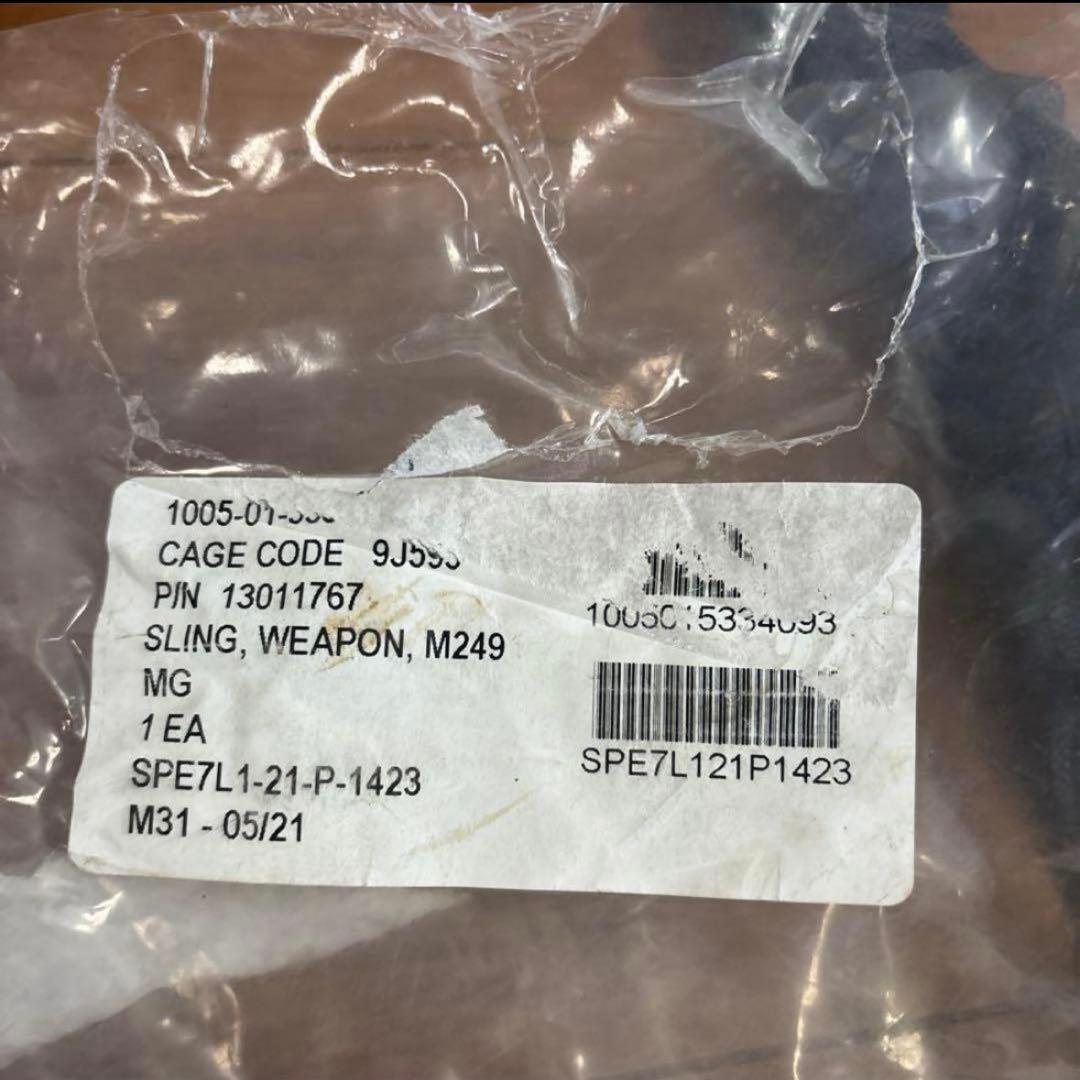 CAGE CODE
P/N 13011767
SLING, WEAPON, M249
MG
1 EA
SPE7L1-21-P-1423
M31 - 05/21
SPE7L121P1423